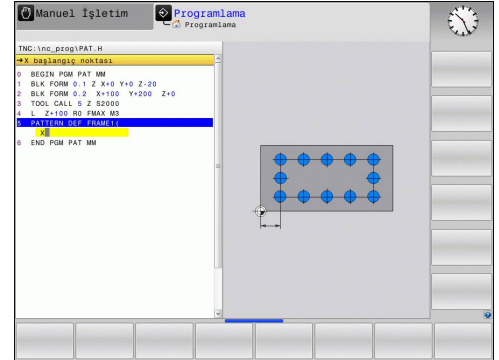 Manuel İşletim
Programlama
Programlama
TNC:\nc_prog\PAT.H
→X başlangıç noktası
0 BEGIN PGM PAT MM
1 BLK FORM 0.1 Z X+0 Y+0 Z-20
2 BLK FORM 0.2 X+100 Y+200 Z+0
3 TOOL CALL 5 Z S2000
4 L Z+100 R0 FMAX M3
5 PATTERN DEF FRAME1(
X
6 END PGM PAT MM